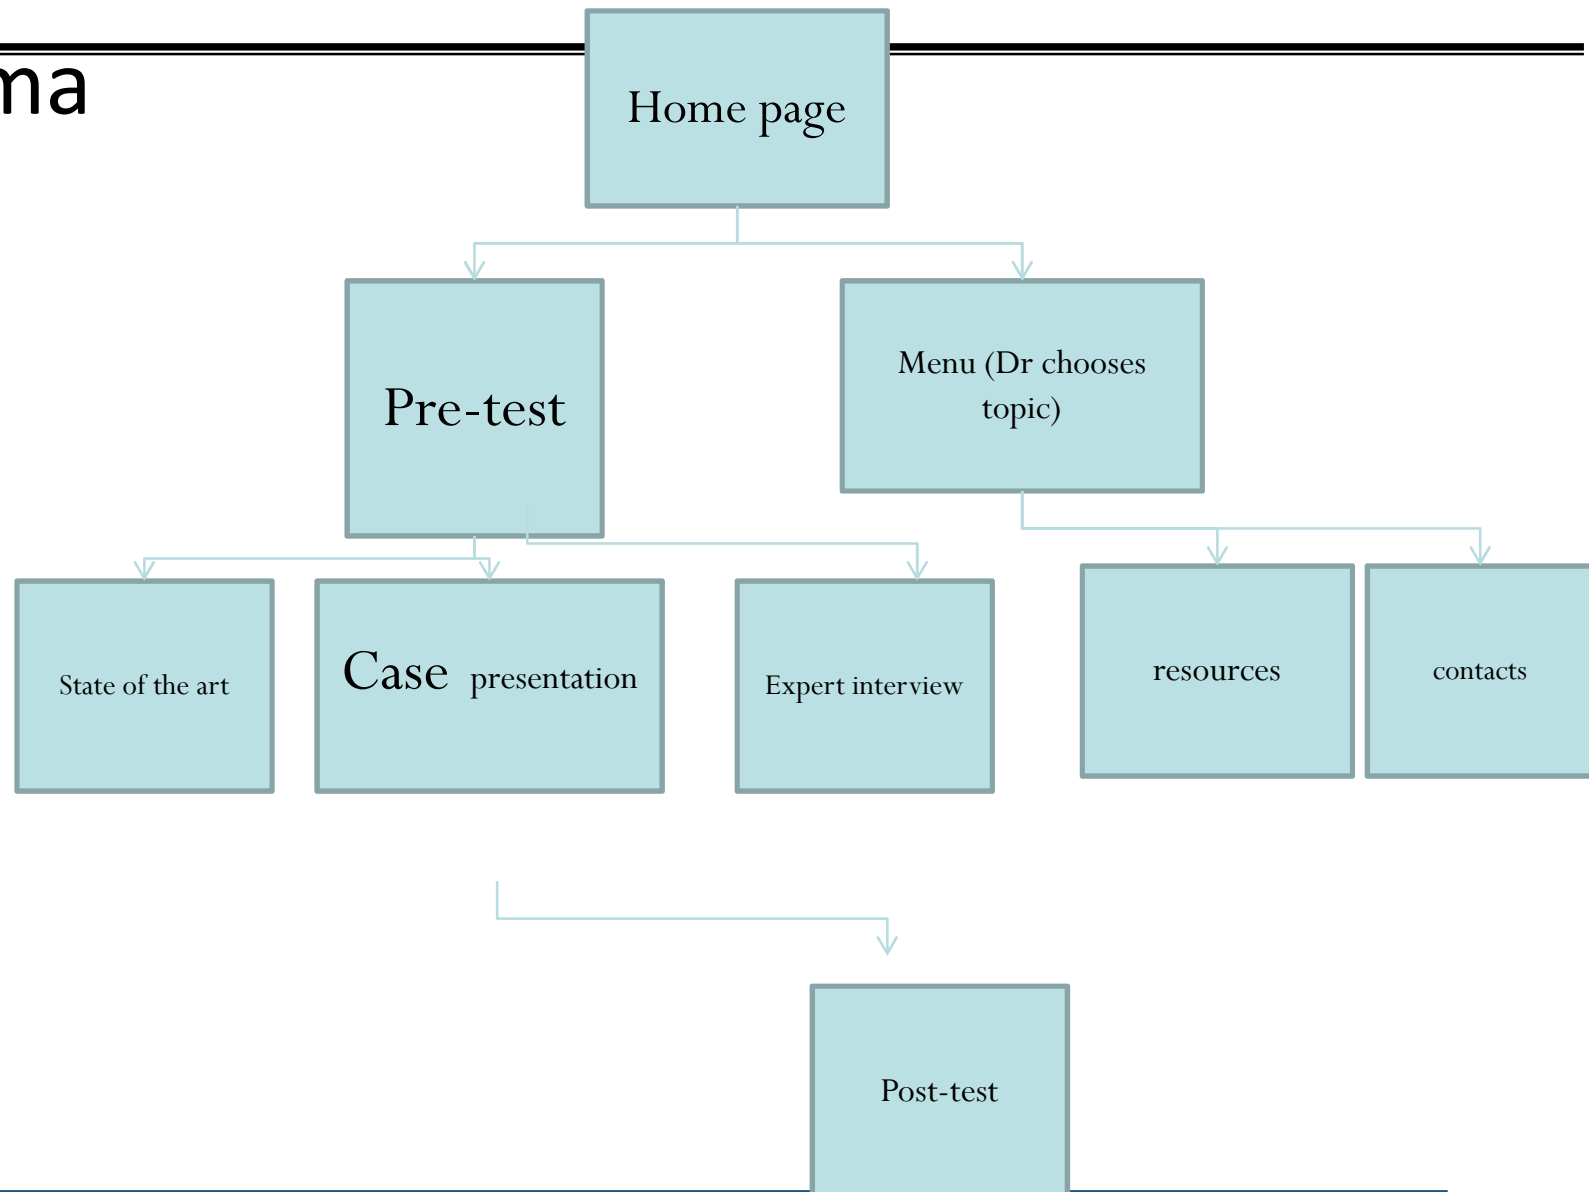 Home page
Pre-test
Menu (Dr chooses
topic)
State of the art
Case presentation
Expert interview
resources
contacts
Post-test